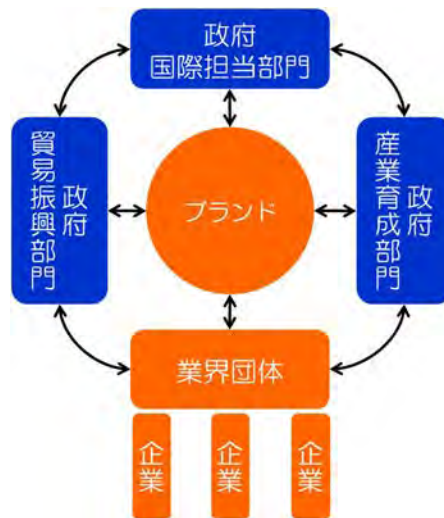 政府
国際担当部門
政府
貿易振興部門
ブランド
政府
産業育成部門
業界団体
企業
企業
企業